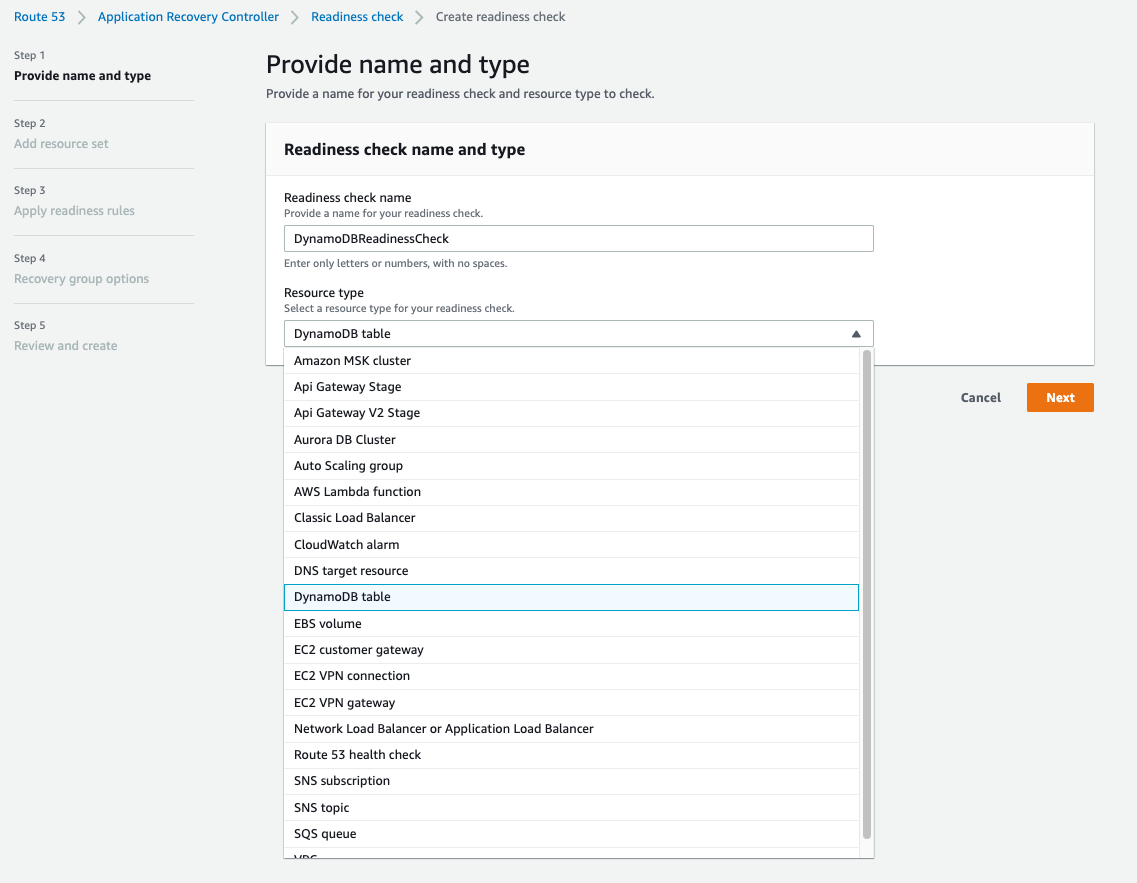 Route 53 Application Recovery Controller Readiness check Create readiness check
Step 1
Provide name and type
Step 2
Add resource set
Step 3
Apply readiness rules
Step 4
Recovery group options
Step 5
Review and create
Provide name and type
Provide a name for your readiness check and resource type to check.
Readiness check name and type
Readiness check name
Provide a name for your readiness check.
DynamoDBReadinessCheck
Enter only letters or numbers, with no spaces.
Resource type
Select a resource type for your readiness check.
DynamoDB table
Amazon MSK cluster
Api Gateway Stage
Api Gateway V2 Stage
Aurora DB Cluster
Auto Scaling group
AWS Lambda function
Classic Load Balancer
CloudWatch alarm
DNS target resource
DynamoDB table
EBS volume
EC2 customer gateway
EC2 VPN connection
EC2 VPN gateway
Network Load Balancer or Application Load Balancer
Route 53 health check
SNS subscription
SNS topic
SQS queue
VPC
Cancel Next